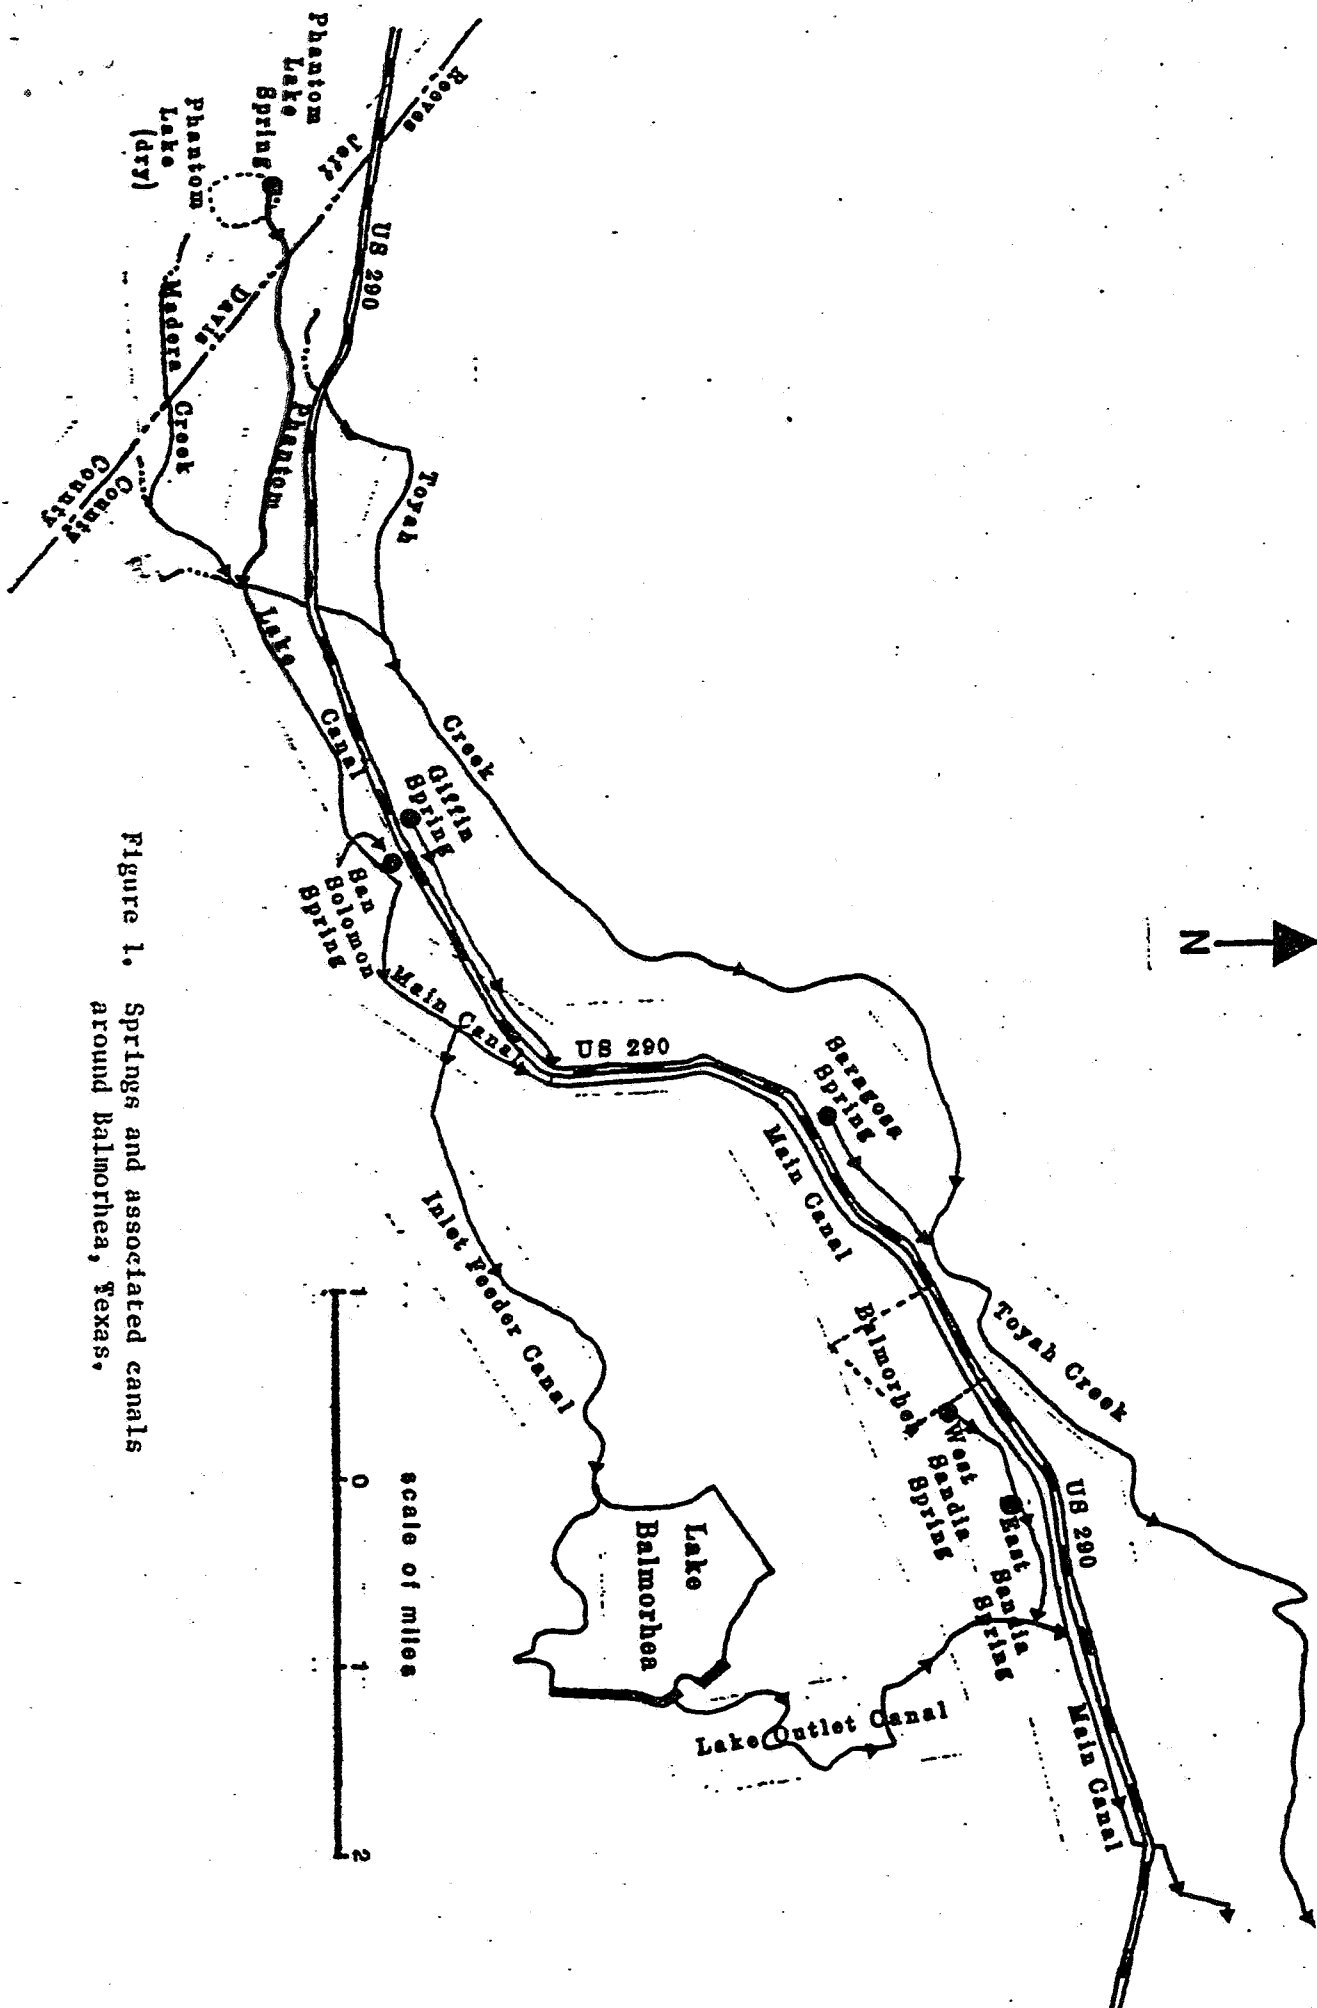 N
Reeves
Jeff
Davis
County
County
Phantom
Lake
Spring
Phantom
Lake
(dry)
US 290
Madera
Creek
Phantom
Lake
Canal
Toyah
Creek
Giffin
Spring
San
Solomon
Spring
Main Canal
US 290
Saragosa
Spring
Main Canal
Inlet Feeder Canal
Balmorhea
Toyah Creek
West
Sandia
Spring
East
Sandia
Spring
US 290
Lake
Balmorhea
Lake Outlet Canal
Main Canal
scale of miles
1 0 1 2
Figure 1. Springs and associated canals
around Balmorhea, Texas.